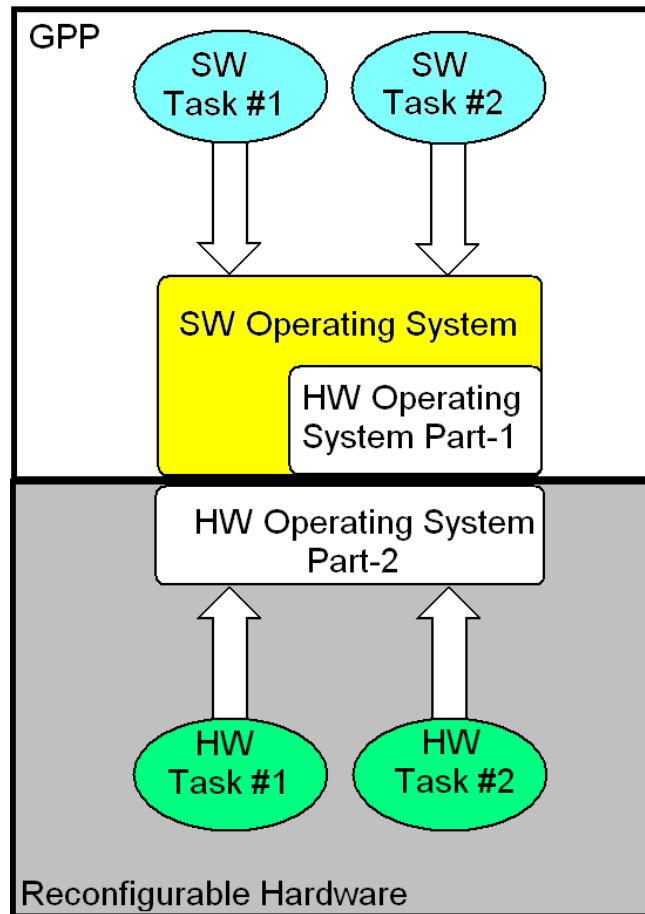 GPP
SW
Task #1
SW
Task #2
SW Operating System
HW Operating
System Part-1
HW Operating System
Part-2
HW
Task #1
HW
Task #2
Reconfigurable Hardware